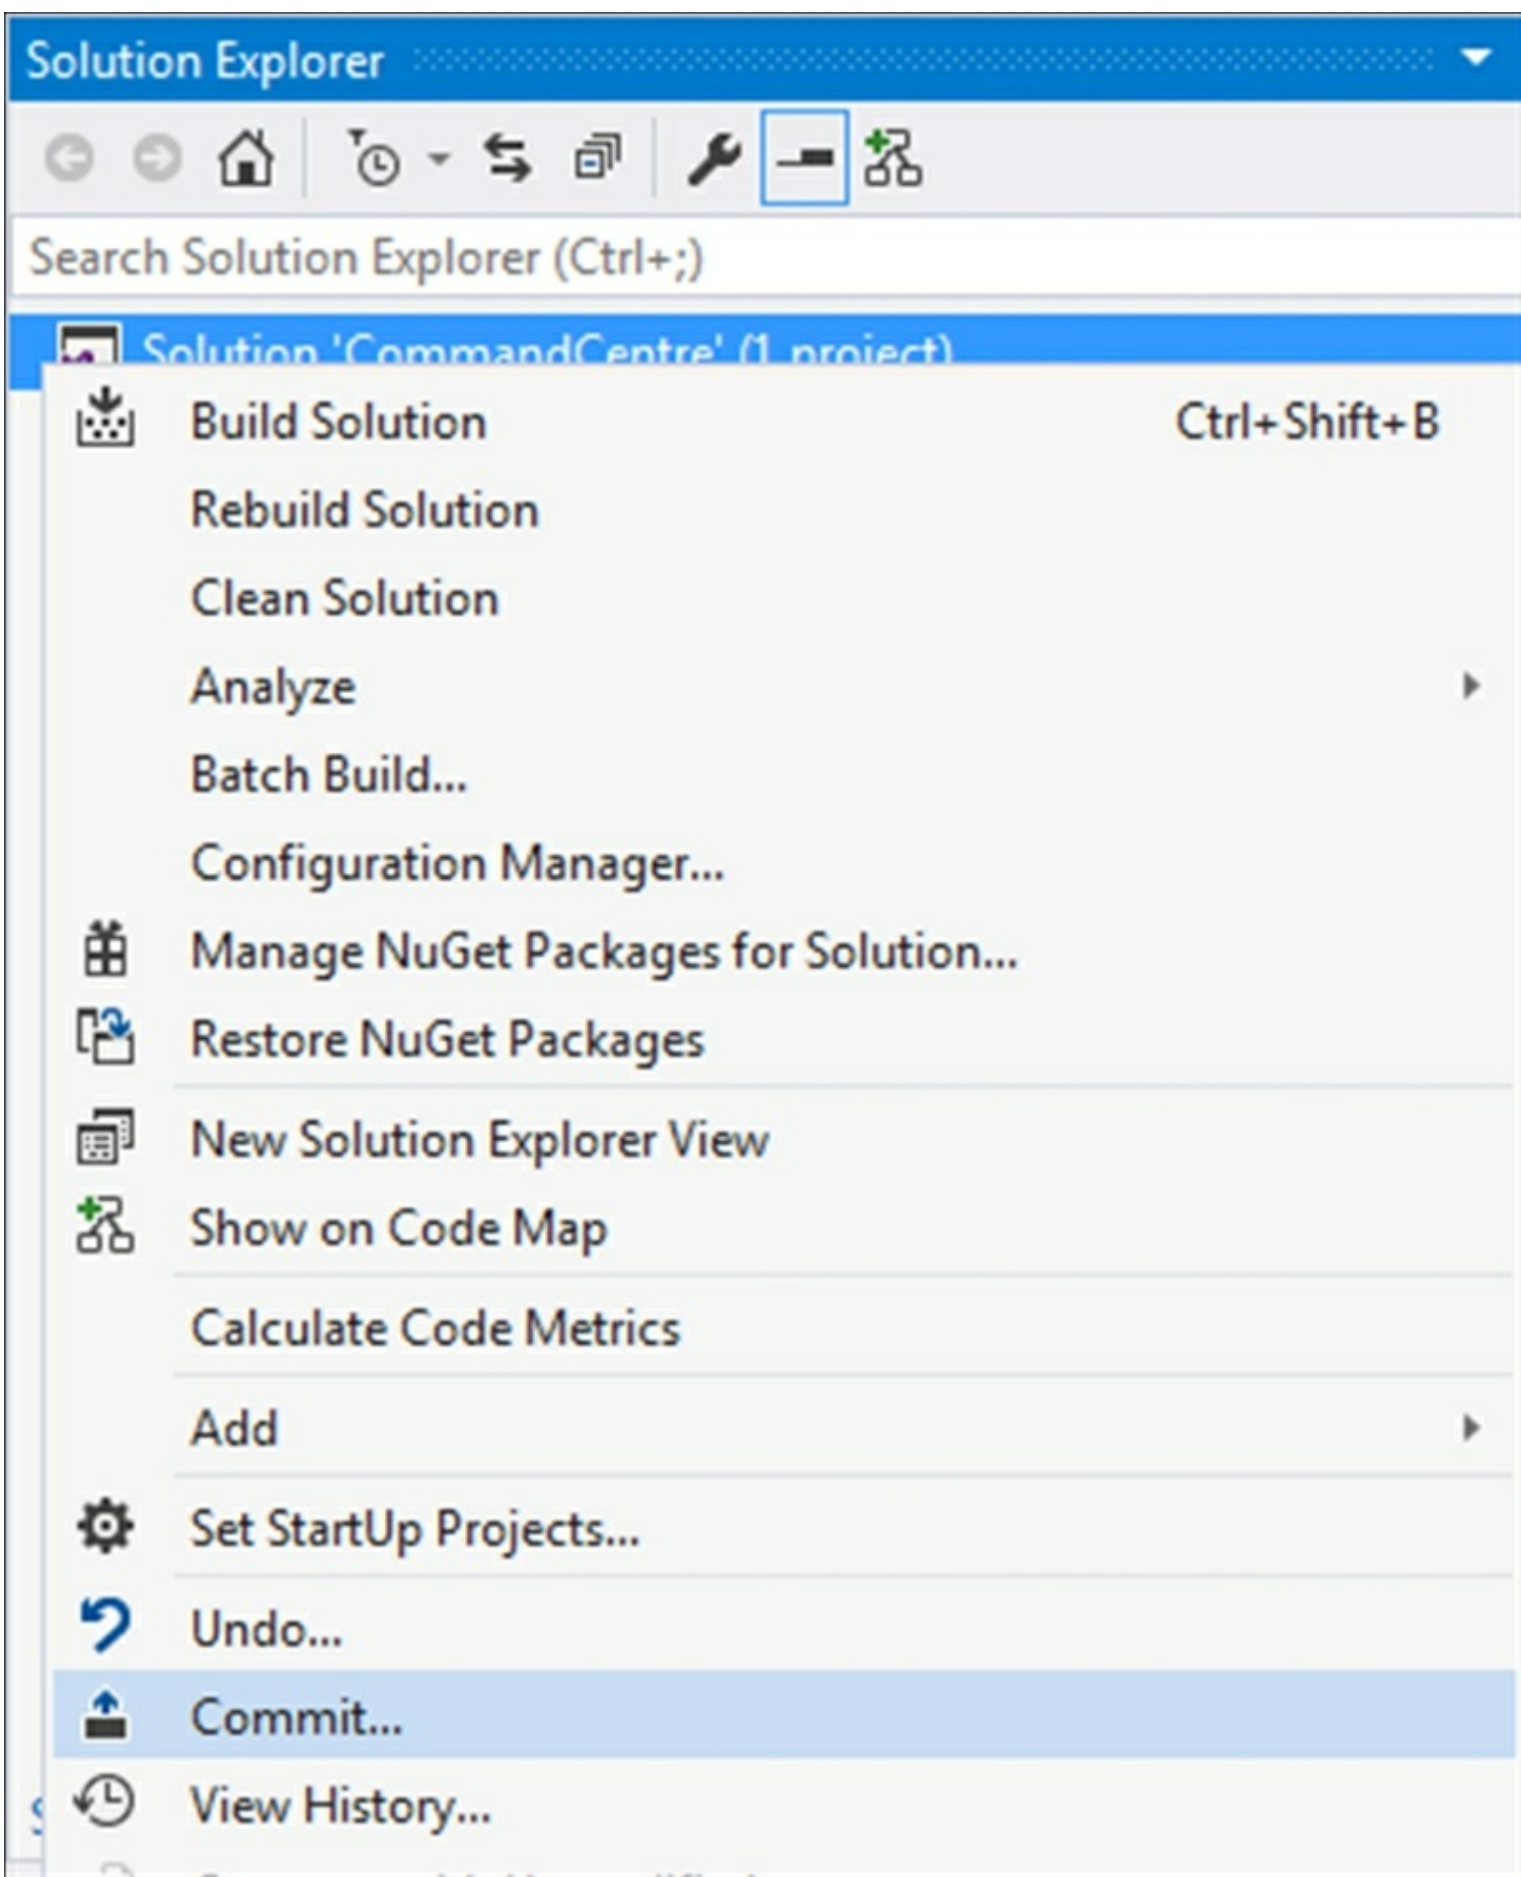 Solution Explorer
Search Solution Explorer (Ctrl+;)
Solution 'CommandCentre' (1 project)
Build Solution Ctrl+Shift+B
Rebuild Solution
Clean Solution
Analyze
Batch Build...
Configuration Manager...
Manage NuGet Packages for Solution...
Restore NuGet Packages
New Solution Explorer View
Show on Code Map
Calculate Code Metrics
Add
Set StartUp Projects...
Undo...
Commit...
View History...